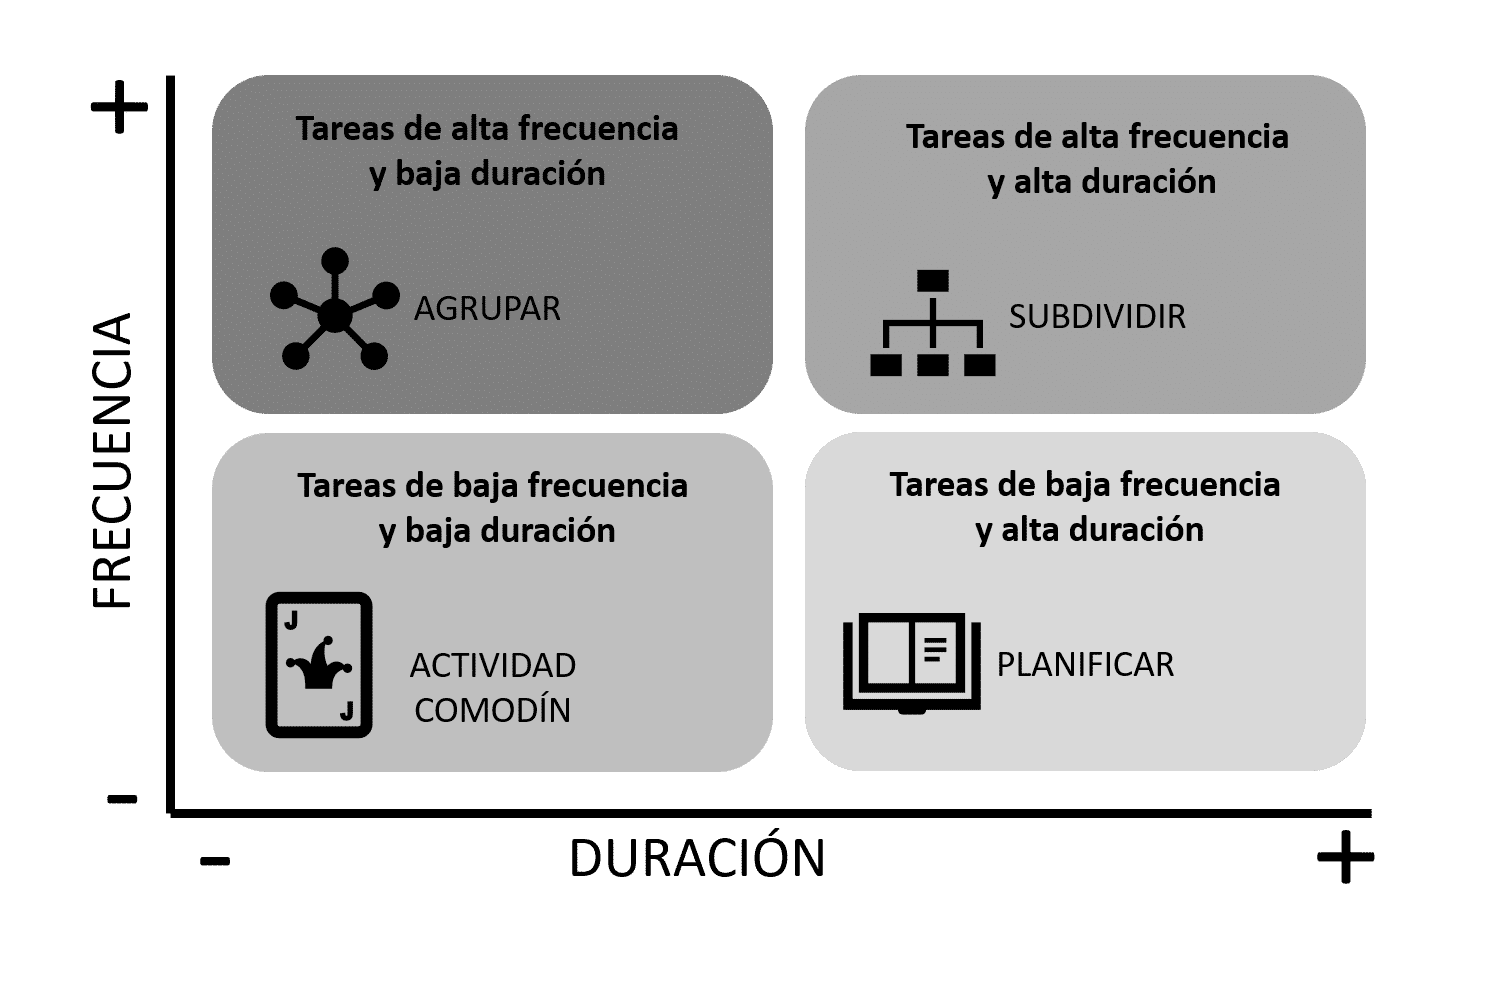 +
Tareas de alta frecuencia
y baja duración
AGRUPAR
Tareas de alta frecuencia
y alta duración
SUBDIVIDIR
FRECUENCIA
Tareas de baja frecuencia
y baja duración
J
J
ACTIVIDAD
COMODÍN
Tareas de baja frecuencia
y alta duración
PLANIFICAR
-
-
DURACIÓN
+